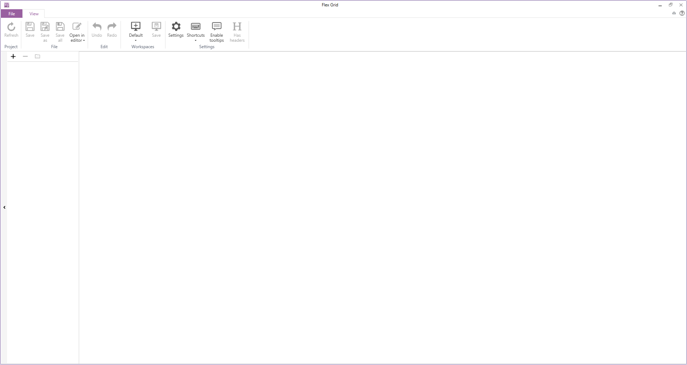 Flex Grid
File View
Refresh Save Save as Save all Open in editor Undo Redo Default Save Settings Shortcuts Enable tooltips Has headers
Project File Edit Workspaces Settings